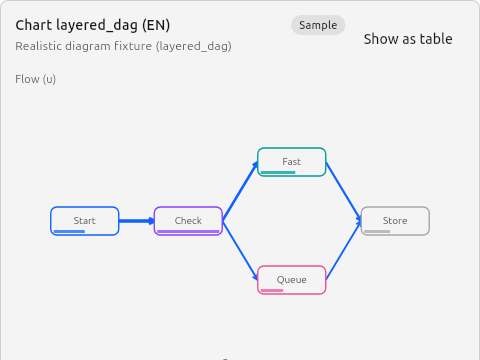 Chart layered_dag (EN)
Sample
Realistic diagram fixture (layered_dag)
Show as table
Flow (u)
Fast
Start
Check
Store
Queue